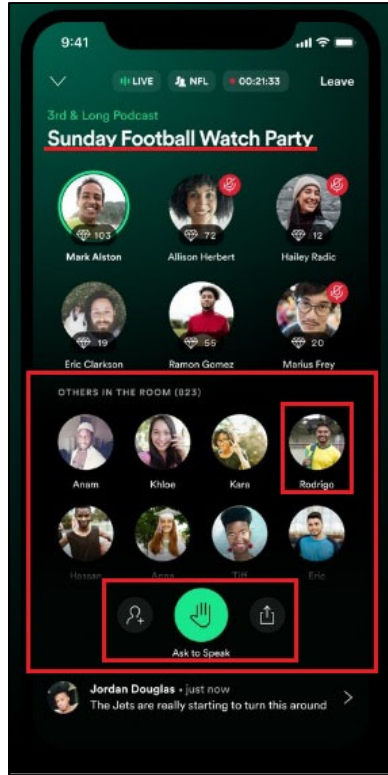 9:41
LIVE NFL 00:21:33 Leave
3rd & Long Podcast
Sunday Football Watch Party
103 72 12
Mark Alston Allison Herbert Hailey Radic
19 55 20
Eric Clarkson Ramon Gomez Marius Frey
OTHERS IN THE ROOM (823)
Anam Khloe Kara Rodrigo
Hassan Anna Tiff Eric
Ask to Speak
Jordan Douglas • just now
The Jets are really starting to turn this around